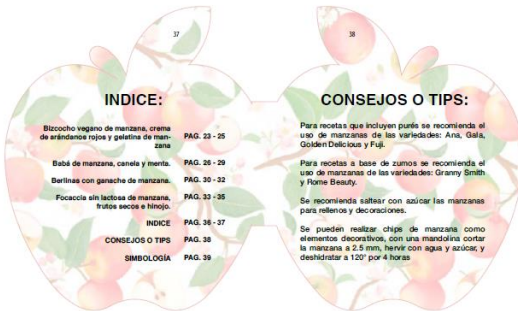 37
INDICE:
Bizcocho vegano de manzana, crema
de arándanos rojos y gelatina de man-
zana PAG. 23 - 25
Babá de manzana, canela y menta. PAG. 26 - 29
Berlinas con ganache de manzana. PAG. 30 - 32
Focaccia sin lactosa de manzana,
frutos secos e hinojo. PAG. 33 - 35
INDICE PAG. 36 - 37
CONSEJOS O TIPS PAG. 38
SIMBOLOGÍA PAG. 39
38
CONSEJOS O TIPS:
Para recetas que incluyen purés se recomienda el
uso de manzanas de las variedades: Ana, Gala,
Golden Delicious y Fuji.
Para recetas a base de zumos se recomienda el
uso de manzanas de las variedades: Granny Smith
y Rome Beauty.
Se recomienda saltear con azúcar las manzanas
para rellenos y decoraciones.
Se pueden realizar chips de manzana como
elementos decorativos, con una mandolina cortar
la manzana a 2.5 mm, hervir con agua y azúcar, y
deshidratar a 120° por 4 horas